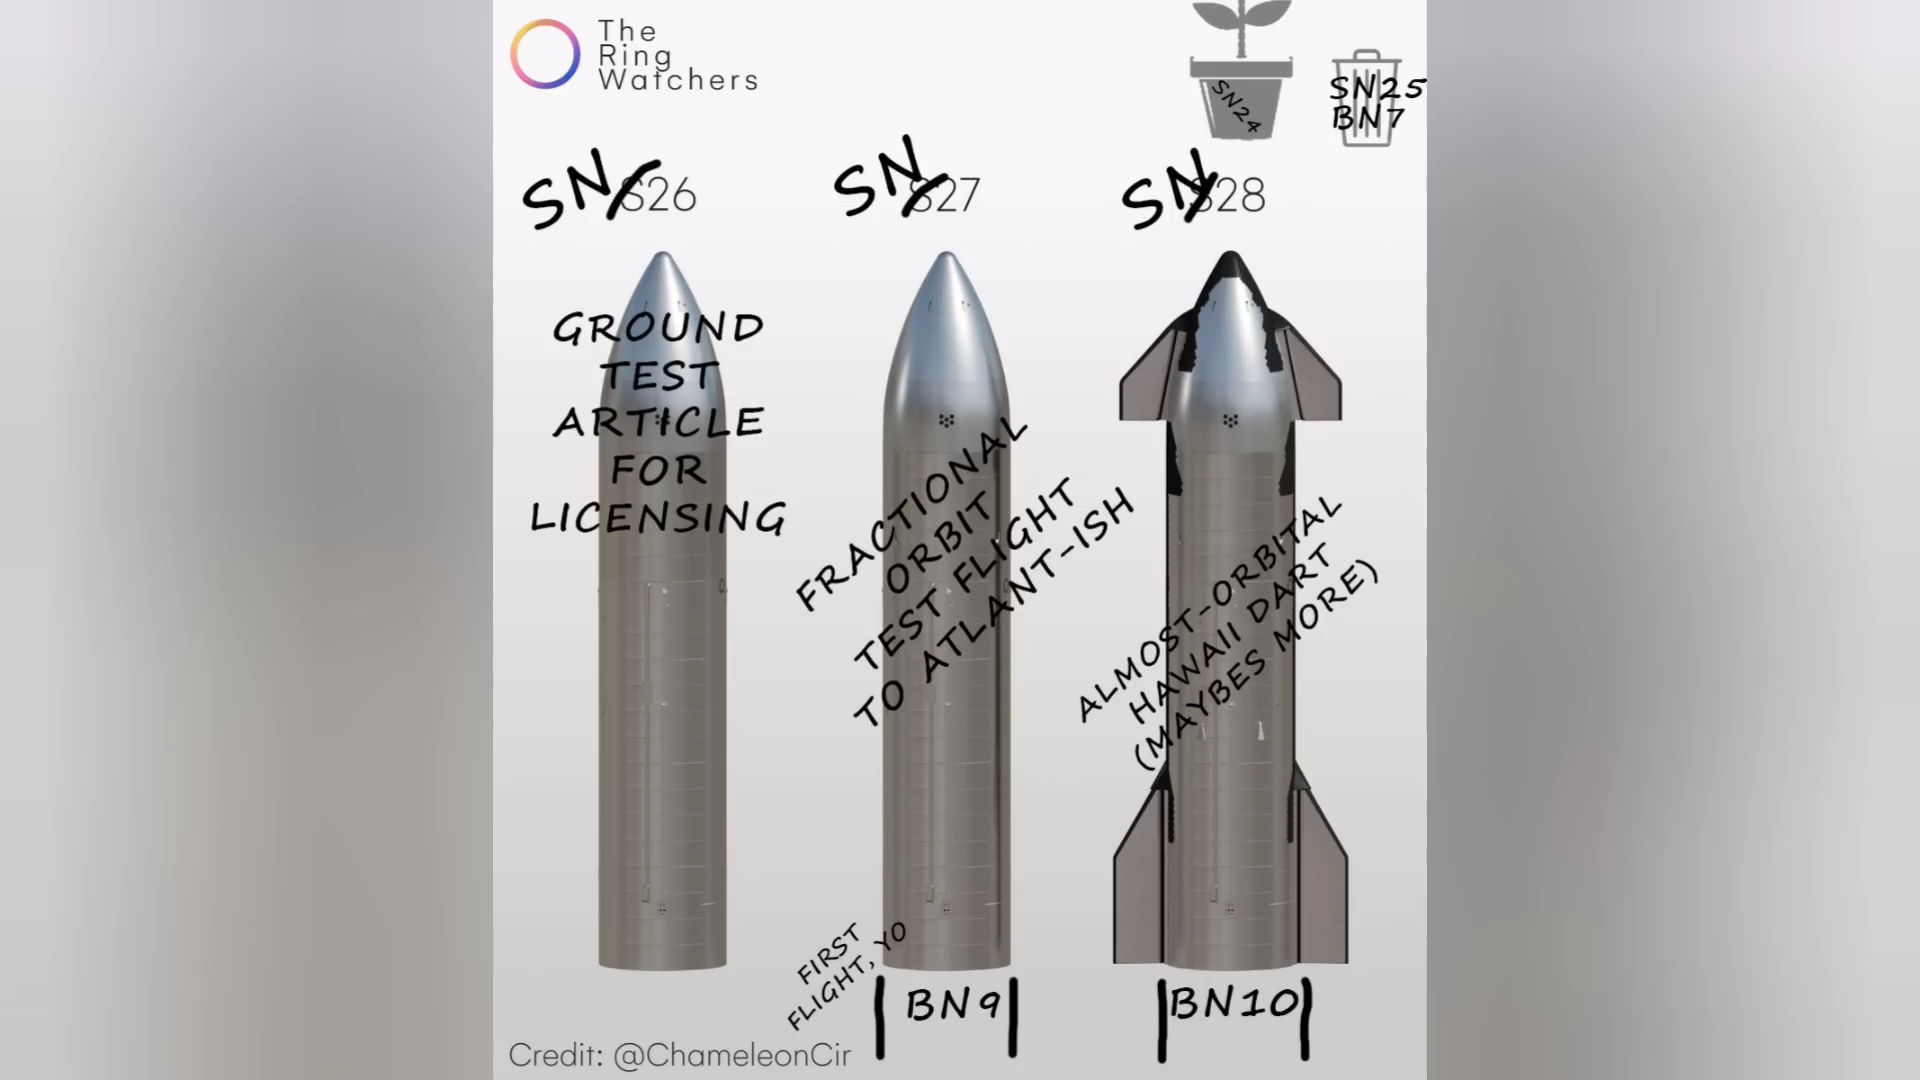 The
Ring
Watchers
SN24
SN25
BN7
SN S26
SN S27
SN S28
GROUND
TEST
ARTICLE
FOR
LICENSING
FRACTIONAL
ORBIT
TEST FLIGHT
TO ATLANT-ISH
ALMOST-ORBITAL
HAWAII DART
(MAYBES MORE)
FIRST
FLIGHT, YO
BN9
BN10
Credit: @ChameleonCir